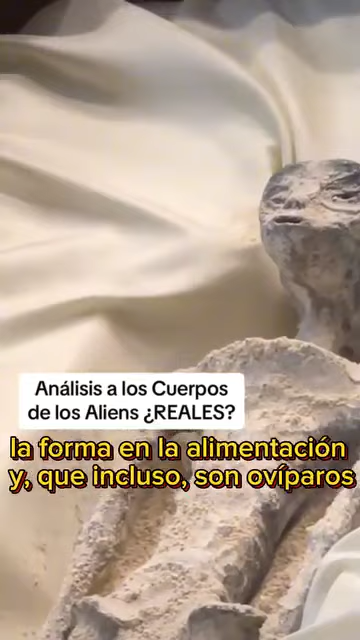 Análisis a los Cuerpos
de los Aliens ¿REALES?
la forma en la alimentación
y, que incluso, son ovíparos